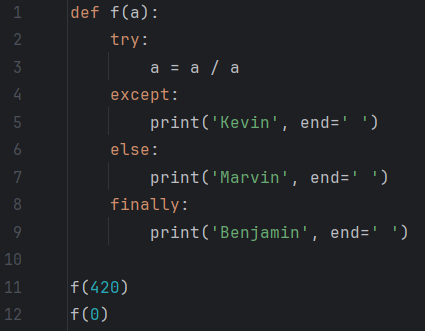 1 def f(a):
2     try:
3         a = a / a
4     except:
5         print('Kevin', end=' ')
6     else:
7         print('Marvin', end=' ')
8     finally:
9         print('Benjamin', end=' ')
10
11 f(420)
12 f(0)